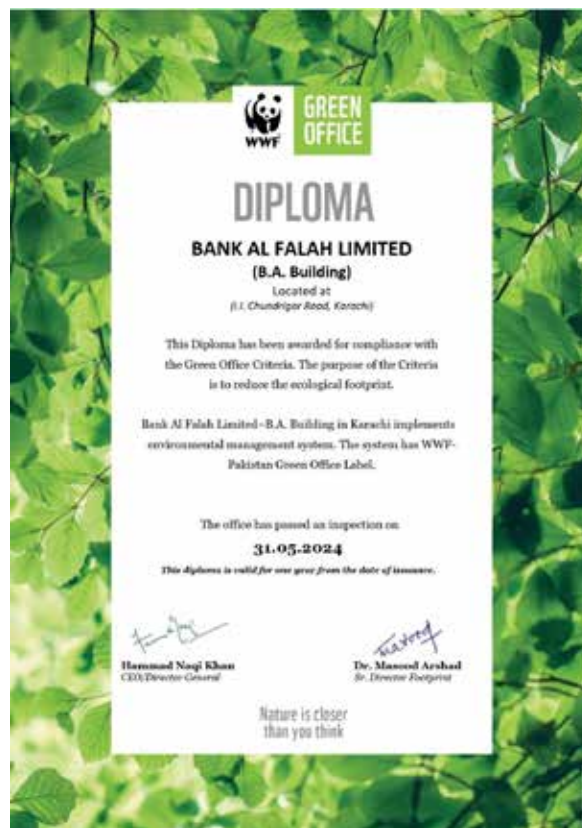 WWF
GREEN
OFFICE
DIPLOMA
BANK AL FALAH LIMITED
(B.A. Building)
Located at
(I.I. Chundrigar Road, Karachi)
This Diploma has been awarded for compliance with
the Green Office Criteria. The purpose of the Criteria
is to reduce the ecological footprint.
Bank Al Falah Limited-B.A. Building in Karachi implements
environmental management system. The system has WWF-
Pakistan Green Office Label.
The office has passed an inspection on
31.05.2024
This diploma is valid for one year from the date of issuance.
Hammad Naqi Khan
CEO/Director General
Dr. Masood Arshad
Sr. Director Footprint
Nature is closer
than you think